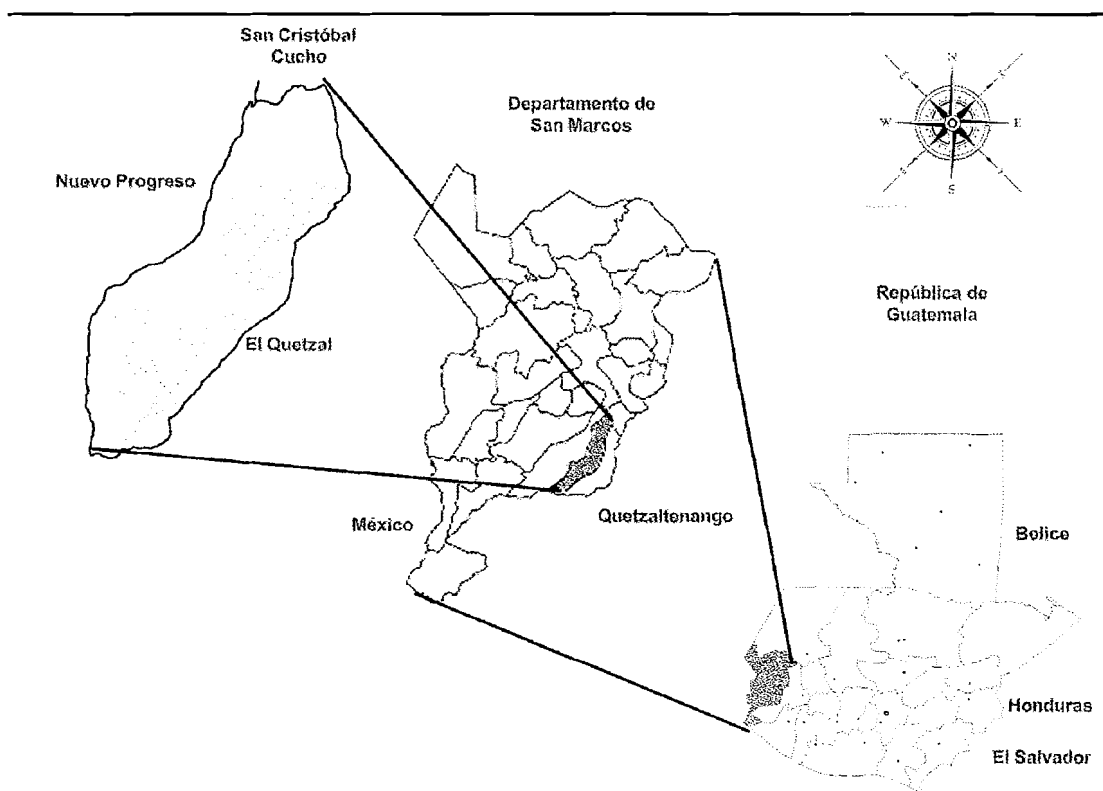 San Cristóbal
Cucho
Departamento de
San Marcos
N
W
E
S
Nuevo Progreso
República de
Guatemala
El Quetzal
México
Quetzaltenango
Belice
Honduras
El Salvador